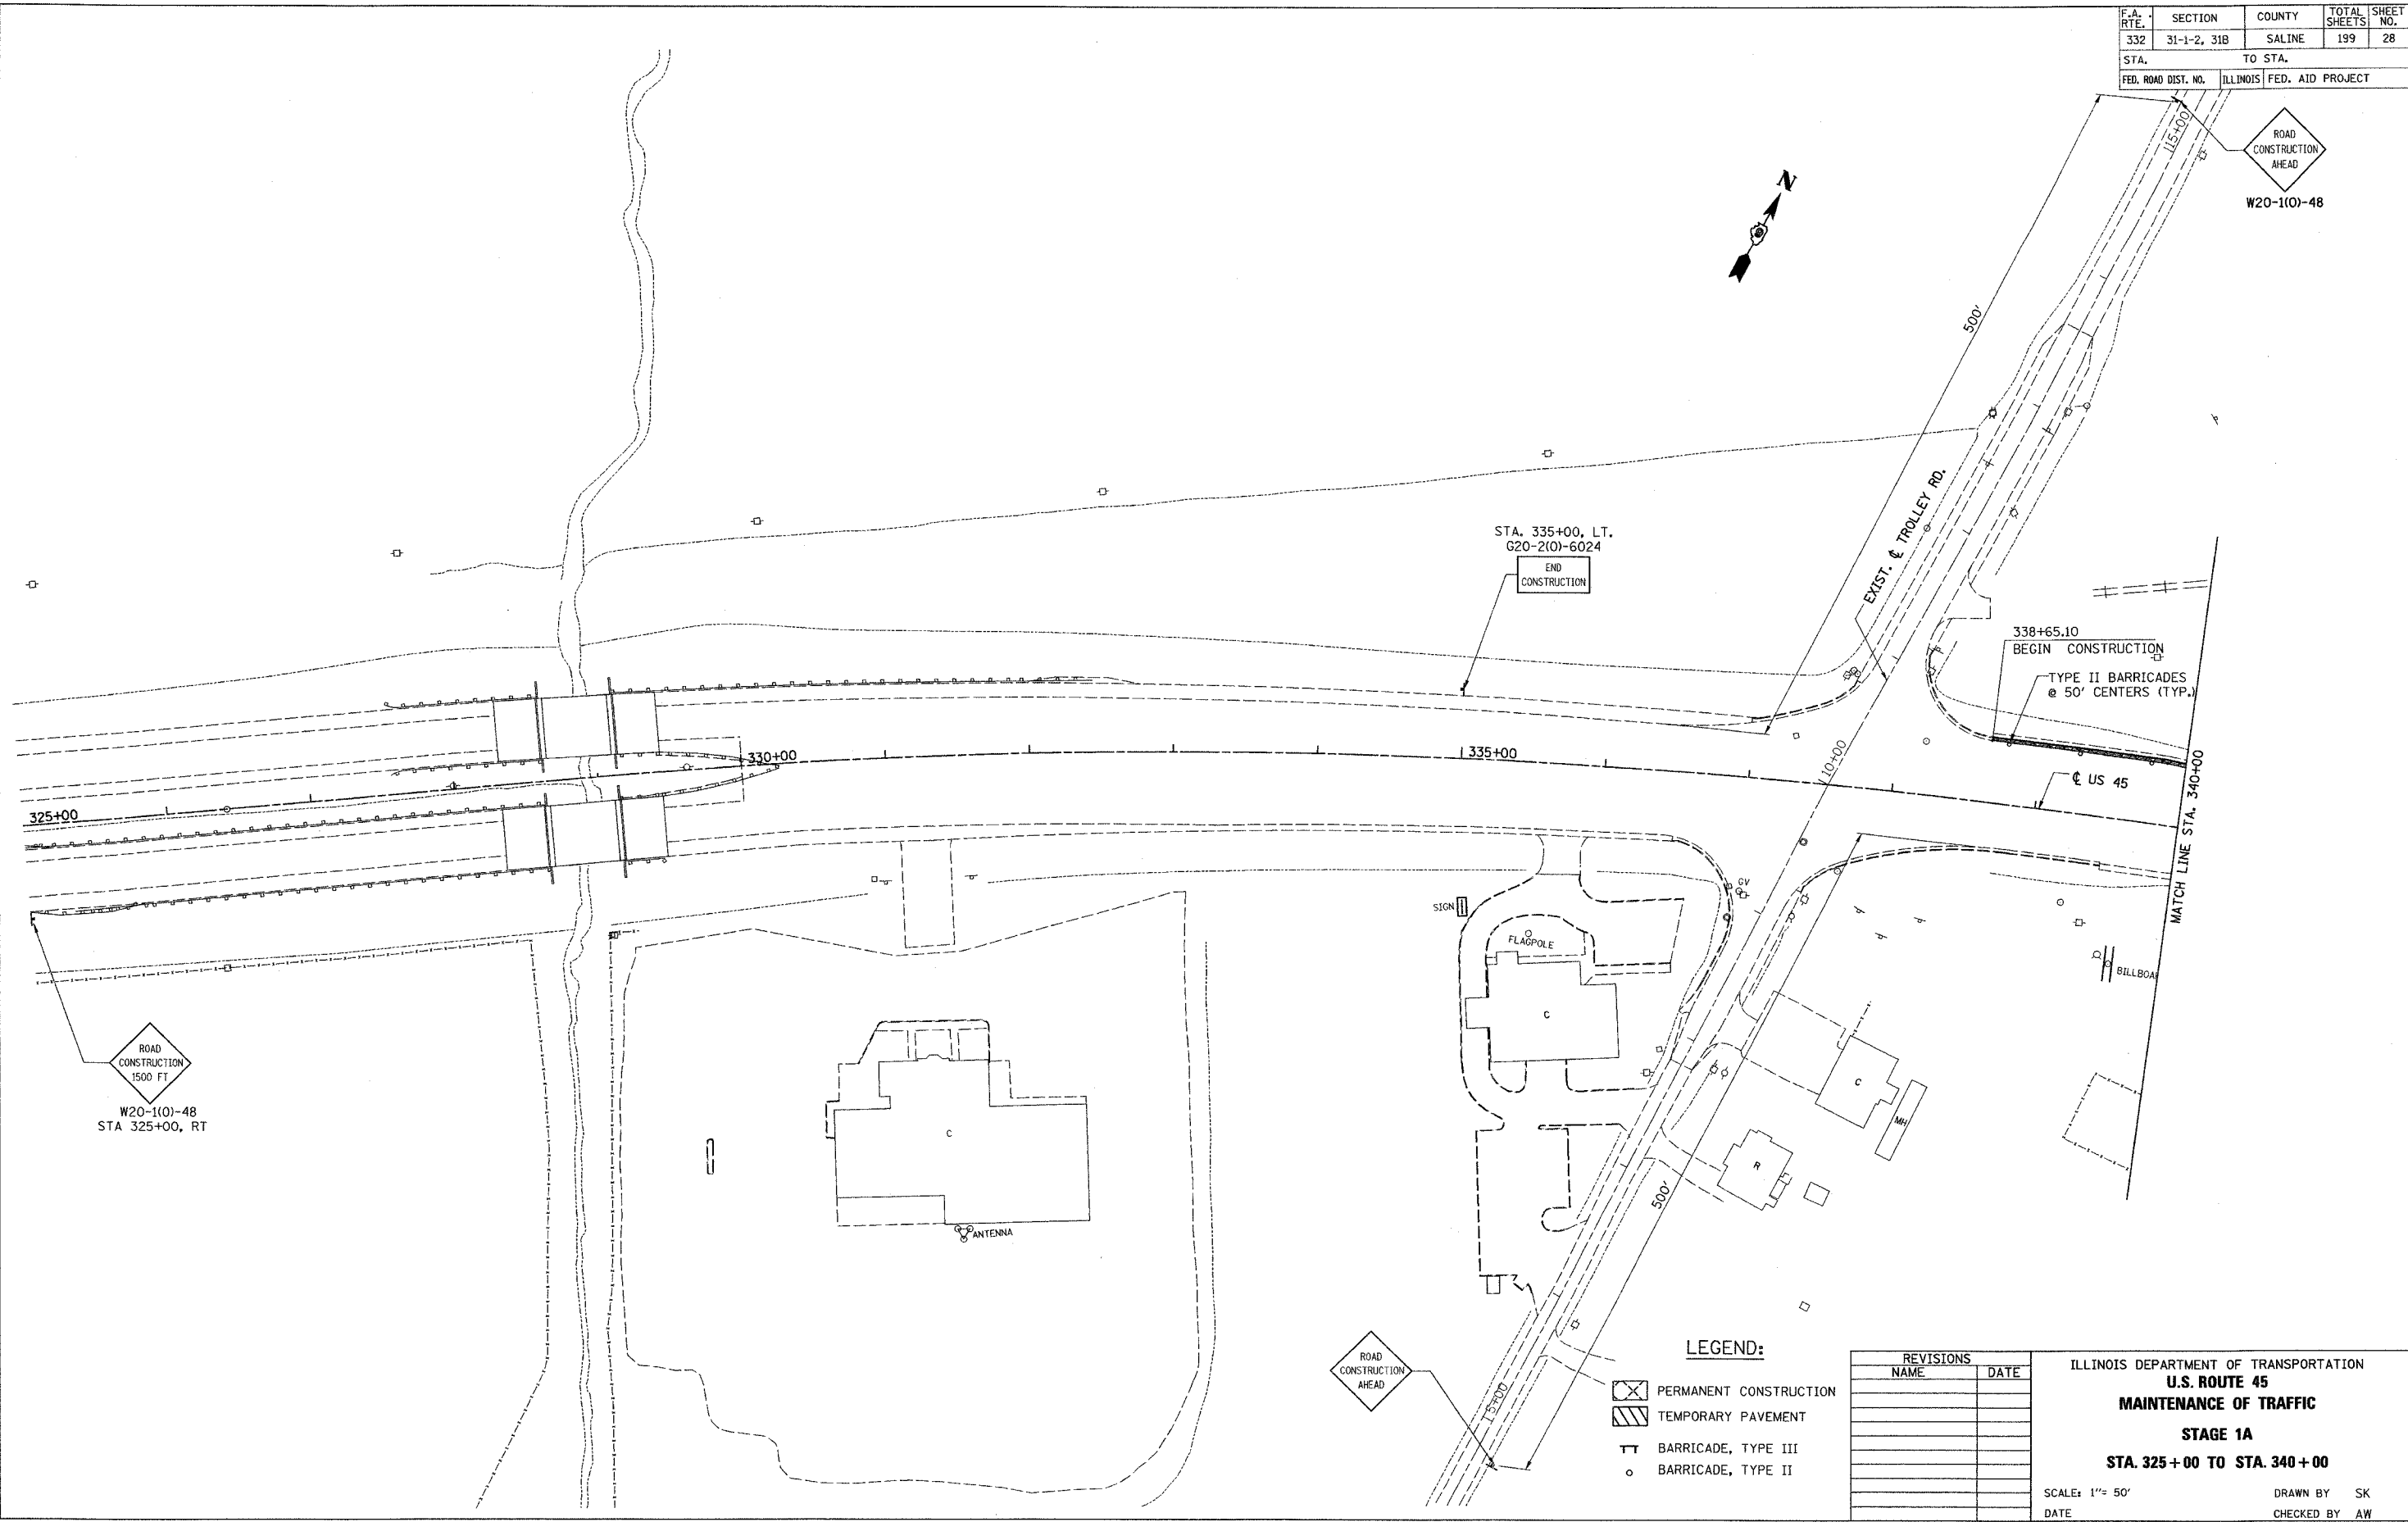 F.A. RTE. SECTION COUNTY TOTAL SHEETS SHEET NO.
332 31-1-2, 31B SALINE 199 28
STA. TO STA.
FED. ROAD DIST. NO. ILLINOIS FED. AID PROJECT
115+00
ROAD
CONSTRUCTION
AHEAD
W20-1(O)-48
N
500'
EXIST. ℄ TROLLEY RD.
STA. 335+00, LT.
G20-2(O)-6024
END
CONSTRUCTION
338+65.10
BEGIN CONSTRUCTION
TYPE II BARRICADES
@ 50' CENTERS (TYP.)
330+00
335+00
110+00
℄ US 45
MATCH LINE STA. 340+00
325+00
GV
SIGN
FLAGPOLE
BILLBOA
C
ROAD
CONSTRUCTION
1500 FT
W20-1(O)-48
STA 325+00, RT
C
C
MH
R
500'
ANTENNA
ROAD
CONSTRUCTION
AHEAD
15+00
LEGEND:
PERMANENT CONSTRUCTION
TEMPORARY PAVEMENT
BARRICADE, TYPE III
BARRICADE, TYPE II
REVISIONS
NAME DATE
ILLINOIS DEPARTMENT OF TRANSPORTATION
U.S. ROUTE 45
MAINTENANCE OF TRAFFIC
STAGE 1A
STA. 325+00 TO STA. 340+00
SCALE: 1"= 50' DRAWN BY SK
DATE CHECKED BY AW